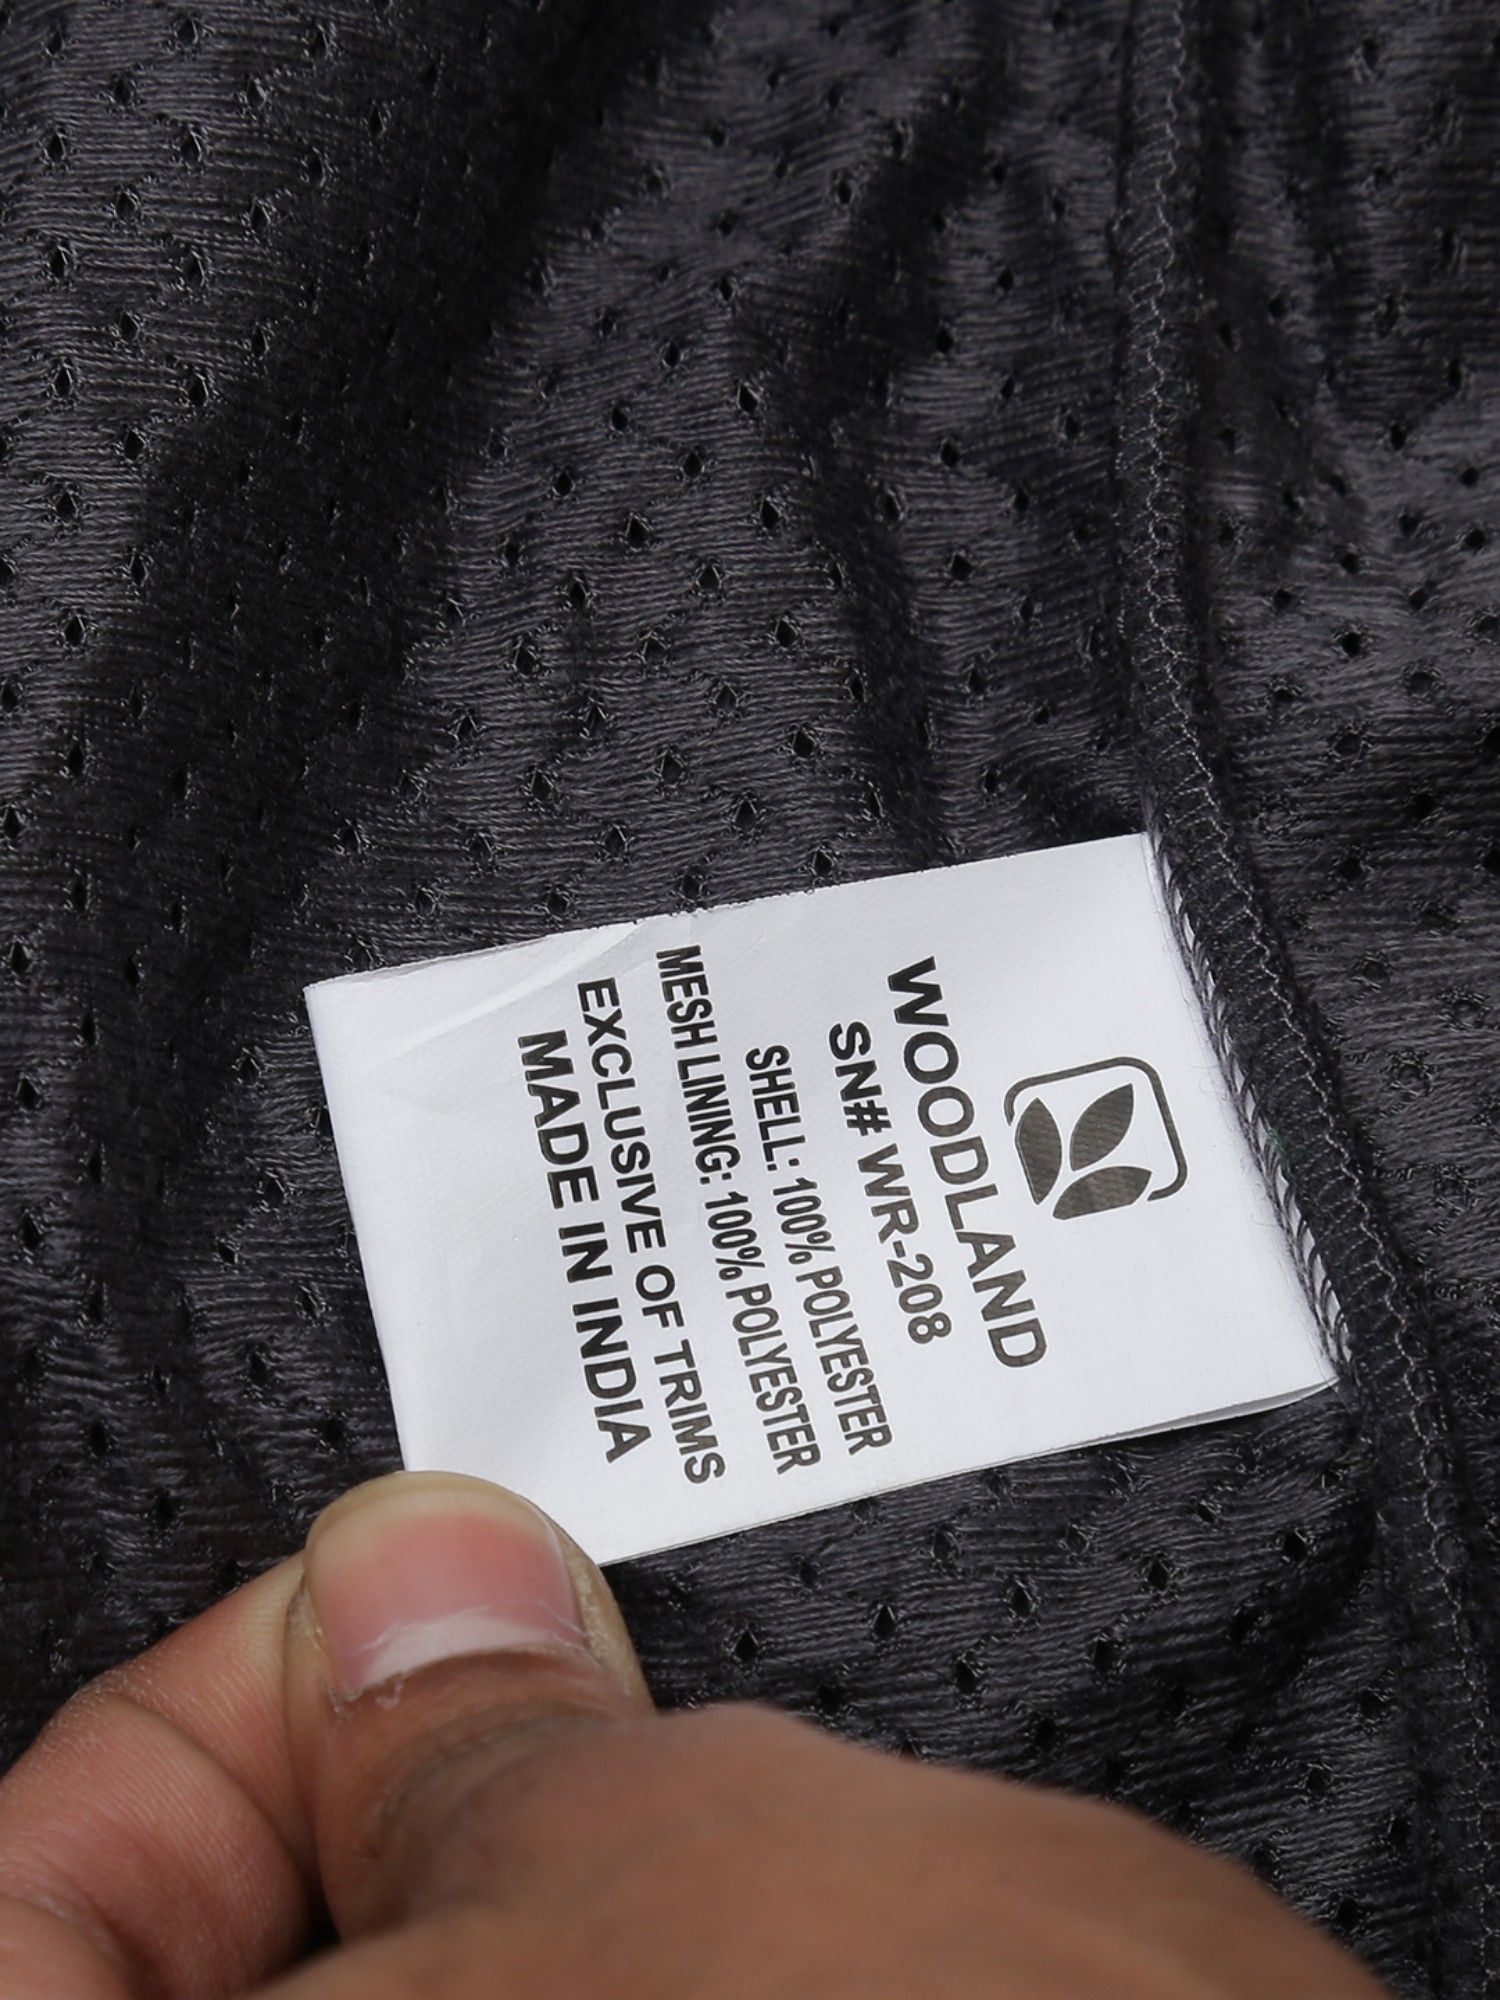 WOODLAND
SN# WR-208
SHELL: 100% POLYESTER
MESH LINING: 100% POLYESTER
EXCLUSIVE OF TRIMS
MADE IN INDIA